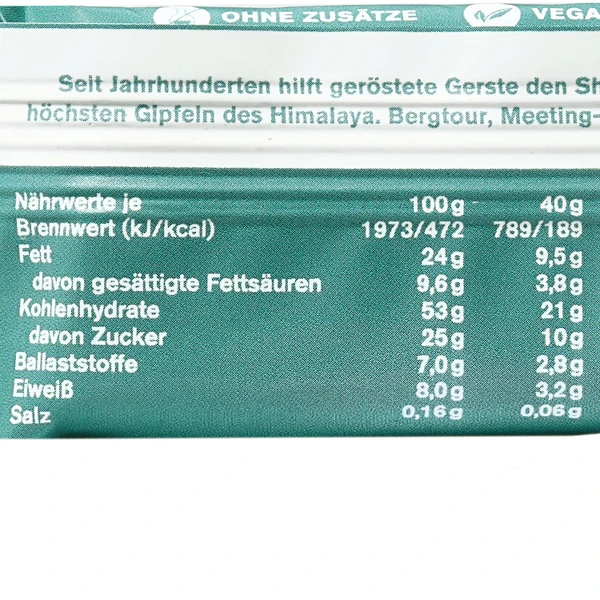 OHNE ZUSÄTZE VEGA
Seit Jahrhunderten hilft geröstete Gerste den Sh
höchsten Gipfeln des Himalaya. Bergtour, Meeting-
Nährwerte je 100g 40g
Brennwert (kJ/kcal) 1973/472 789/189
Fett 24g 9,5g
davon gesättigte Fettsäuren 9,6g 3,8g
Kohlenhydrate 53g 21g
davon Zucker 25g 10g
Ballaststoffe 7,0g 2,8g
Eiweiß 8,0g 3,2g
Salz 0,16g 0,06g